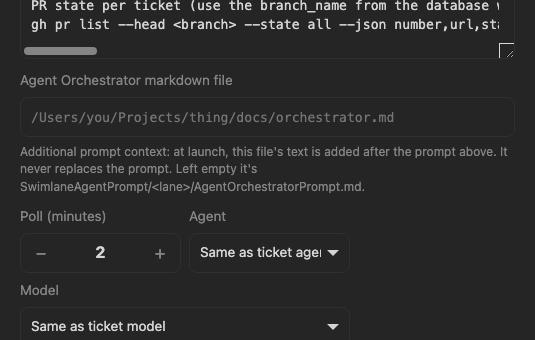 PR state per ticket (use the branch_name from the database
gh pr list --head <branch> --state all --json number,url,sta
Agent Orchestrator markdown file
/Users/you/Projects/thing/docs/orchestrator.md
Additional prompt context: at launch, this file's text is added after the prompt above. It
never replaces the prompt. Left empty it's
SwimlaneAgentPrompt/<lane>/AgentOrchestratorPrompt.md.
Poll (minutes) Agent
− 2 + Same as ticket agen
Model
Same as ticket model